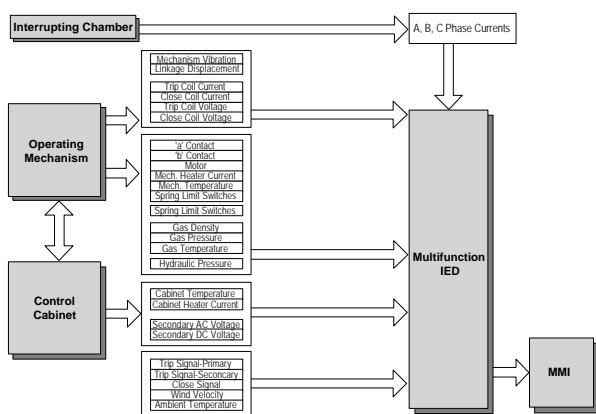 Interrupting Chamber
A, B, C Phase Currents
Mechanism Vibration
Linkage Displacement
Trip Coil Current
Close Coil Current
Trip Coil Voltage
Close Coil Voltage
Operating
Mechanism
'a' Contact
'b' Contact
Motor
Mech. Heater Current
Mech. Temperature
Spring Limit Switches
Spring Limit Switches
Gas Density
Gas Pressure
Gas Temperature
Hydraulic Pressure
Multifunction
IED
Control
Cabinet
Cabinet Temperature
Cabinet Heater Current
Secondary AC Voltage
Secondary DC Voltage
Trip Signal-Primary
Trip Signal-Seconcary
Close Signal
Wind Velocity
Ambient Temperature
MMI